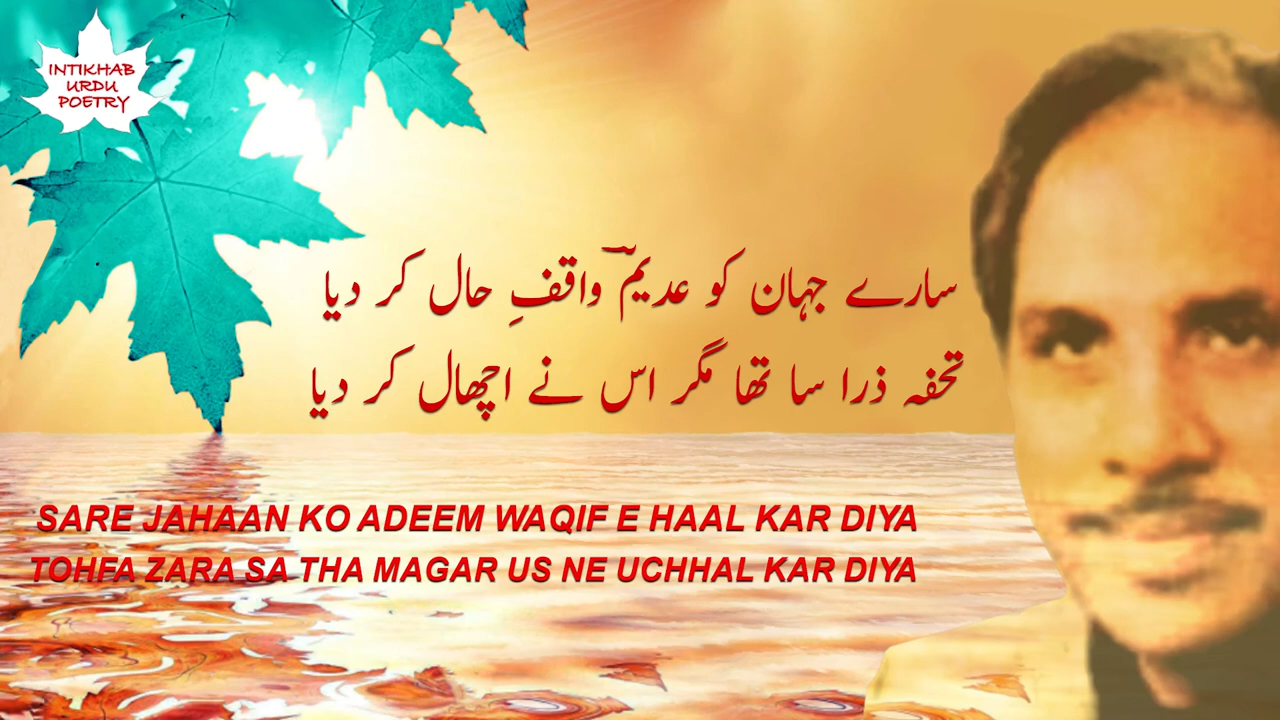 INTIKHAB
URDU
POETRY
سارے جہان کو عدیمؔ واقفِ حال کر دیا
تحفہ ذرا سا تھا مگر اس نے اچھال کر دیا
SARE JAHAAN KO ADEEM WAQIF E HAAL KAR DIYA
TOHFA ZARA SA THA MAGAR US NE UCHHAL KAR DIYA